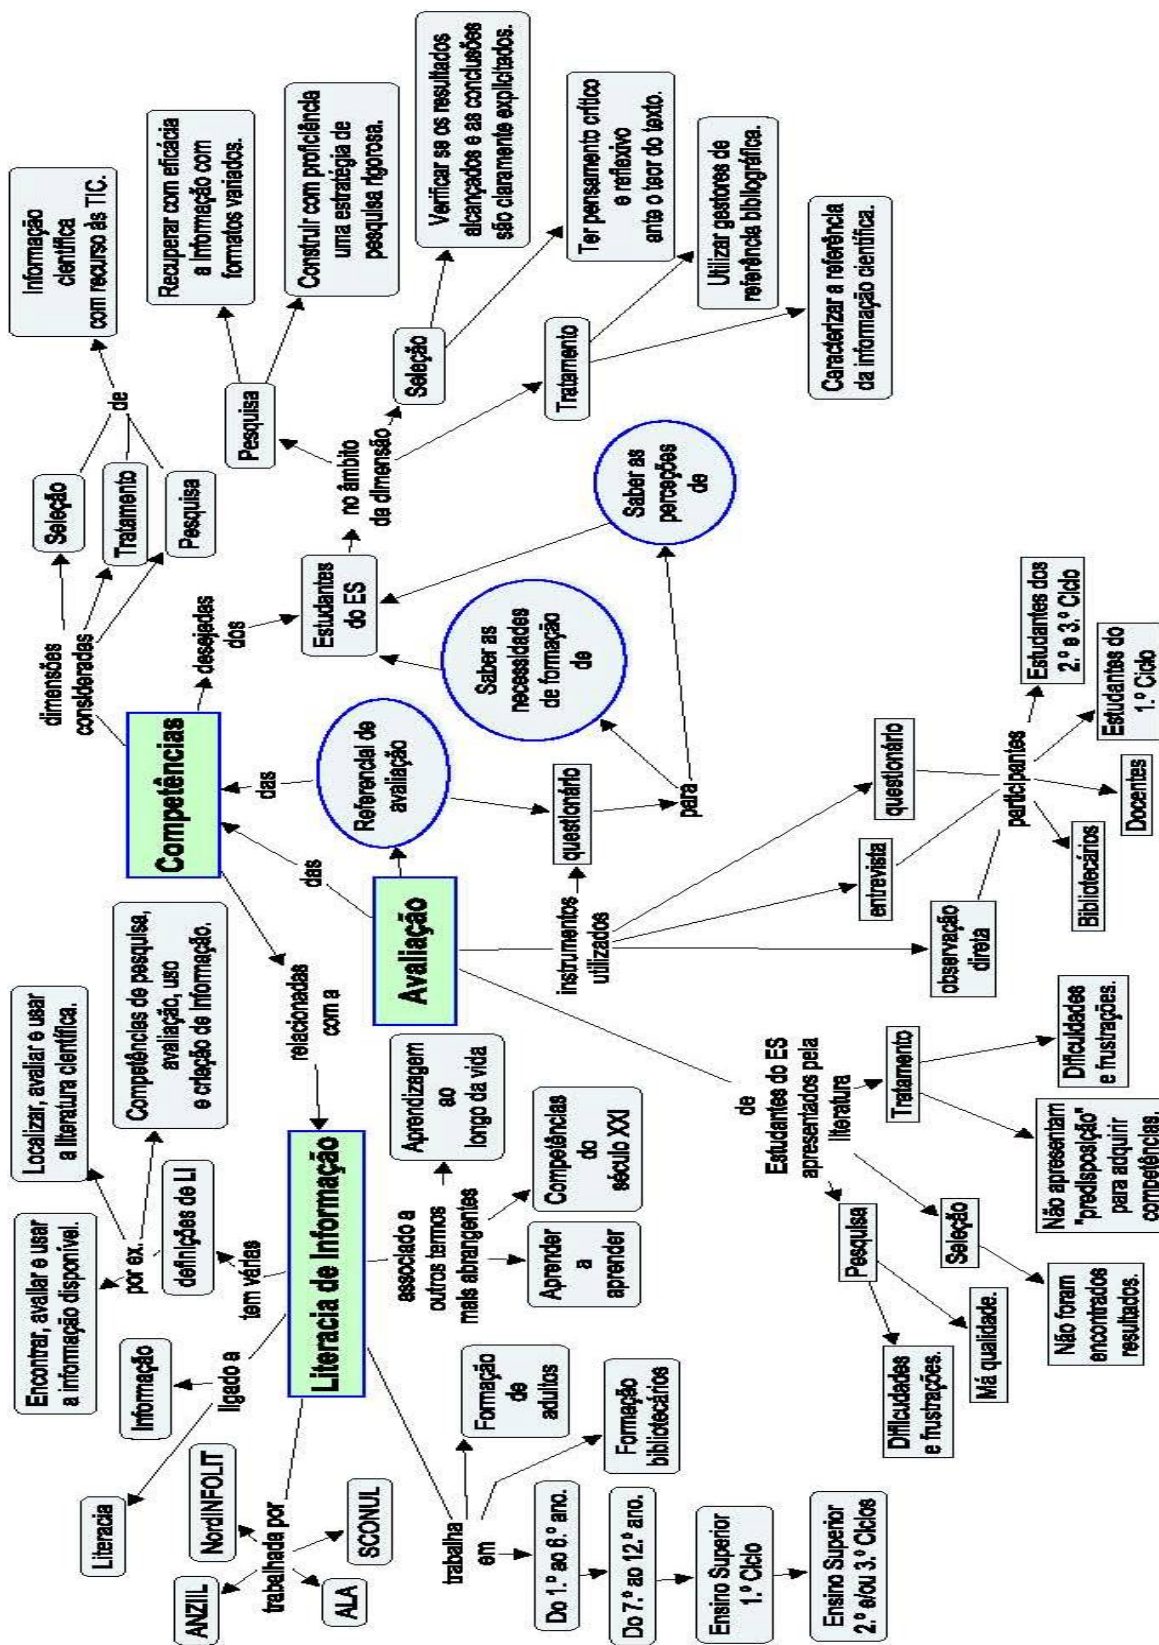 Literacia
Informação
ligado a
Encontrar, avaliar e usar
a informação disponível.
Localizar, avaliar e usar
a literatura científica.
Competências de pesquisa,
avaliação, uso
e criação de informação.
por ex.
definições de LI
tem várias
ANZIIL
NordINFOLIT
trabalhada por
ALA
SCONUL
Literacia de Informação
associado a
outros termos
mais abrangentes
Aprendizagem
ao
longo da vida
Competências
do
século XXI
Aprender
a
aprender
trabalha
em
Formação
de
adultos
Formação
bibliotecários
Do 1.º ao 6.º ano.
Do 7.º ao 12.º ano.
Ensino Superior
1.º Ciclo
Ensino Superior
2.º e/ou 3.º Ciclos
relacionadas
com a
Competências
dimensões
consideradas
Seleção
Tratamento
Pesquisa
de
Informação
científica
com recurso às TIC.
desejadas
dos
Estudantes
do ES
no âmbito
da dimensão
Pesquisa
Recuperar com eficácia
a informação com
formatos variados.
Construir com proficiência
uma estratégia de
pesquisa rigorosa.
Seleção
Verificar se os resultados
alcançados e as conclusões
são claramente explicitados.
Ter pensamento crítico
e reflexivo
ante o teor do texto.
Tratamento
Utilizar gestores de
referência bibilográfica.
Caracterizar a referência
da informação científica.
das
das
Referencial de
avaliação
Avaliação
Saber as
necessidades
de formação
de
Saber as
perceções
de
para
instrumentos
utilizados
questionário
questionário
entrevista
observação
direta
participantes
Estudantes dos
2.º e 3.º Ciclo
Estudantes do
1.º Ciclo
Docentes
Bibliotecários
de
Estudantes do ES
apresentados pela
literatura
Pesquisa
Dificudades
e frustrações.
Má qualidade.
Seleção
Não foram
encontrados
resultados.
Tratamento
Não apresentam
"predisposição"
para adquirir
competências.
Dificuldades
e frustrações.